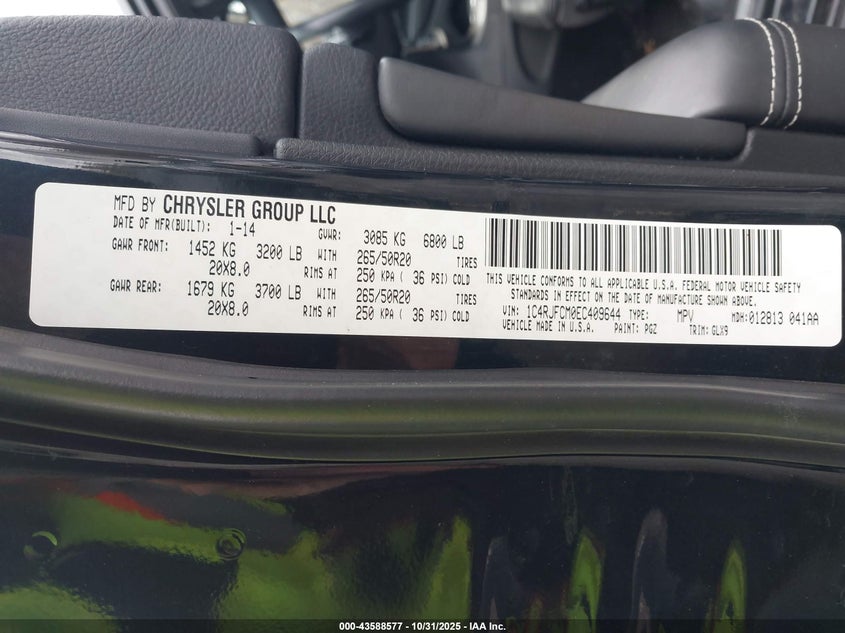 MFD BY CHRYSLER GROUP LLC
DATE OF MFR(BUILT): 1-14 GVWR: 3085 KG 6800 LB
GAWR FRONT: 1452 KG 3200 LB WITH 265/50R20 TIRES
20X8.0 RIMS AT 250 KPA ( 36 PSI) COLD
GAWR REAR: 1679 KG 3700 LB WITH 265/50R20 TIRES
20X8.0 RIMS AT 250 KPA ( 36 PSI) COLD
THIS VEHICLE CONFORMS TO ALL APPLICABLE U.S.A. FEDERAL MOTOR VEHICLE SAFETY
STANDARDS IN EFFECT ON THE DATE OF MANUFACTURE SHOWN ABOVE.
VIN: 1C4RJFCM0EC409644 TYPE: MPV MDH: 012813 041AA
VEHICLE MADE IN U.S.A. PAINT: PGZ TRIM: GLX9
000-43588577 - 10/31/2025 - IAA Inc.